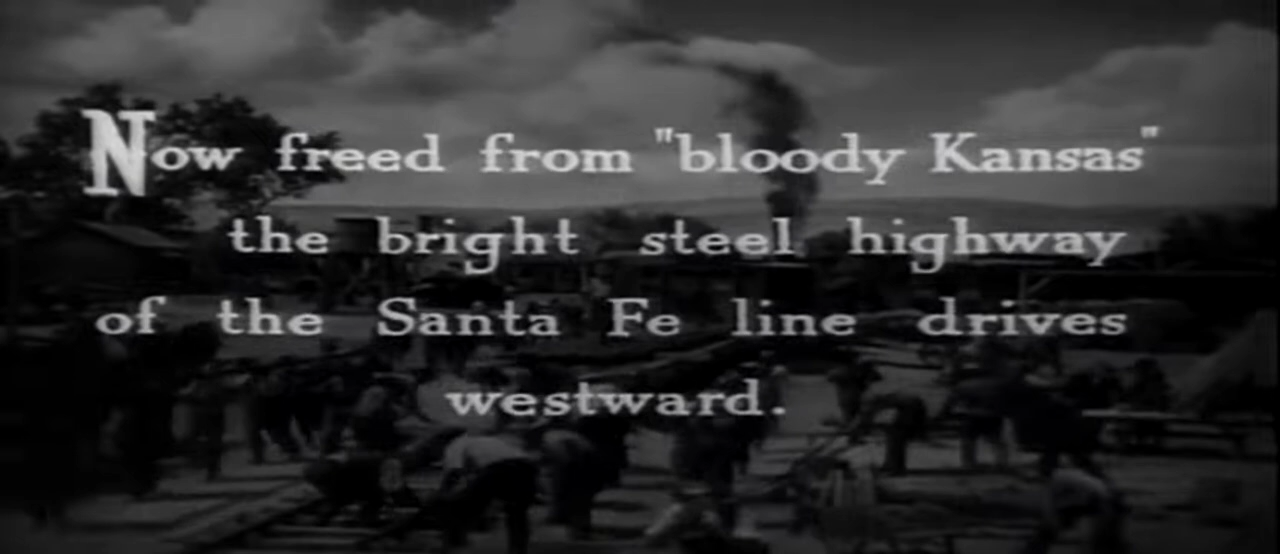 Now freed from "bloody Kansas"
the bright steel highway
of the Santa Fe line drives
westward.